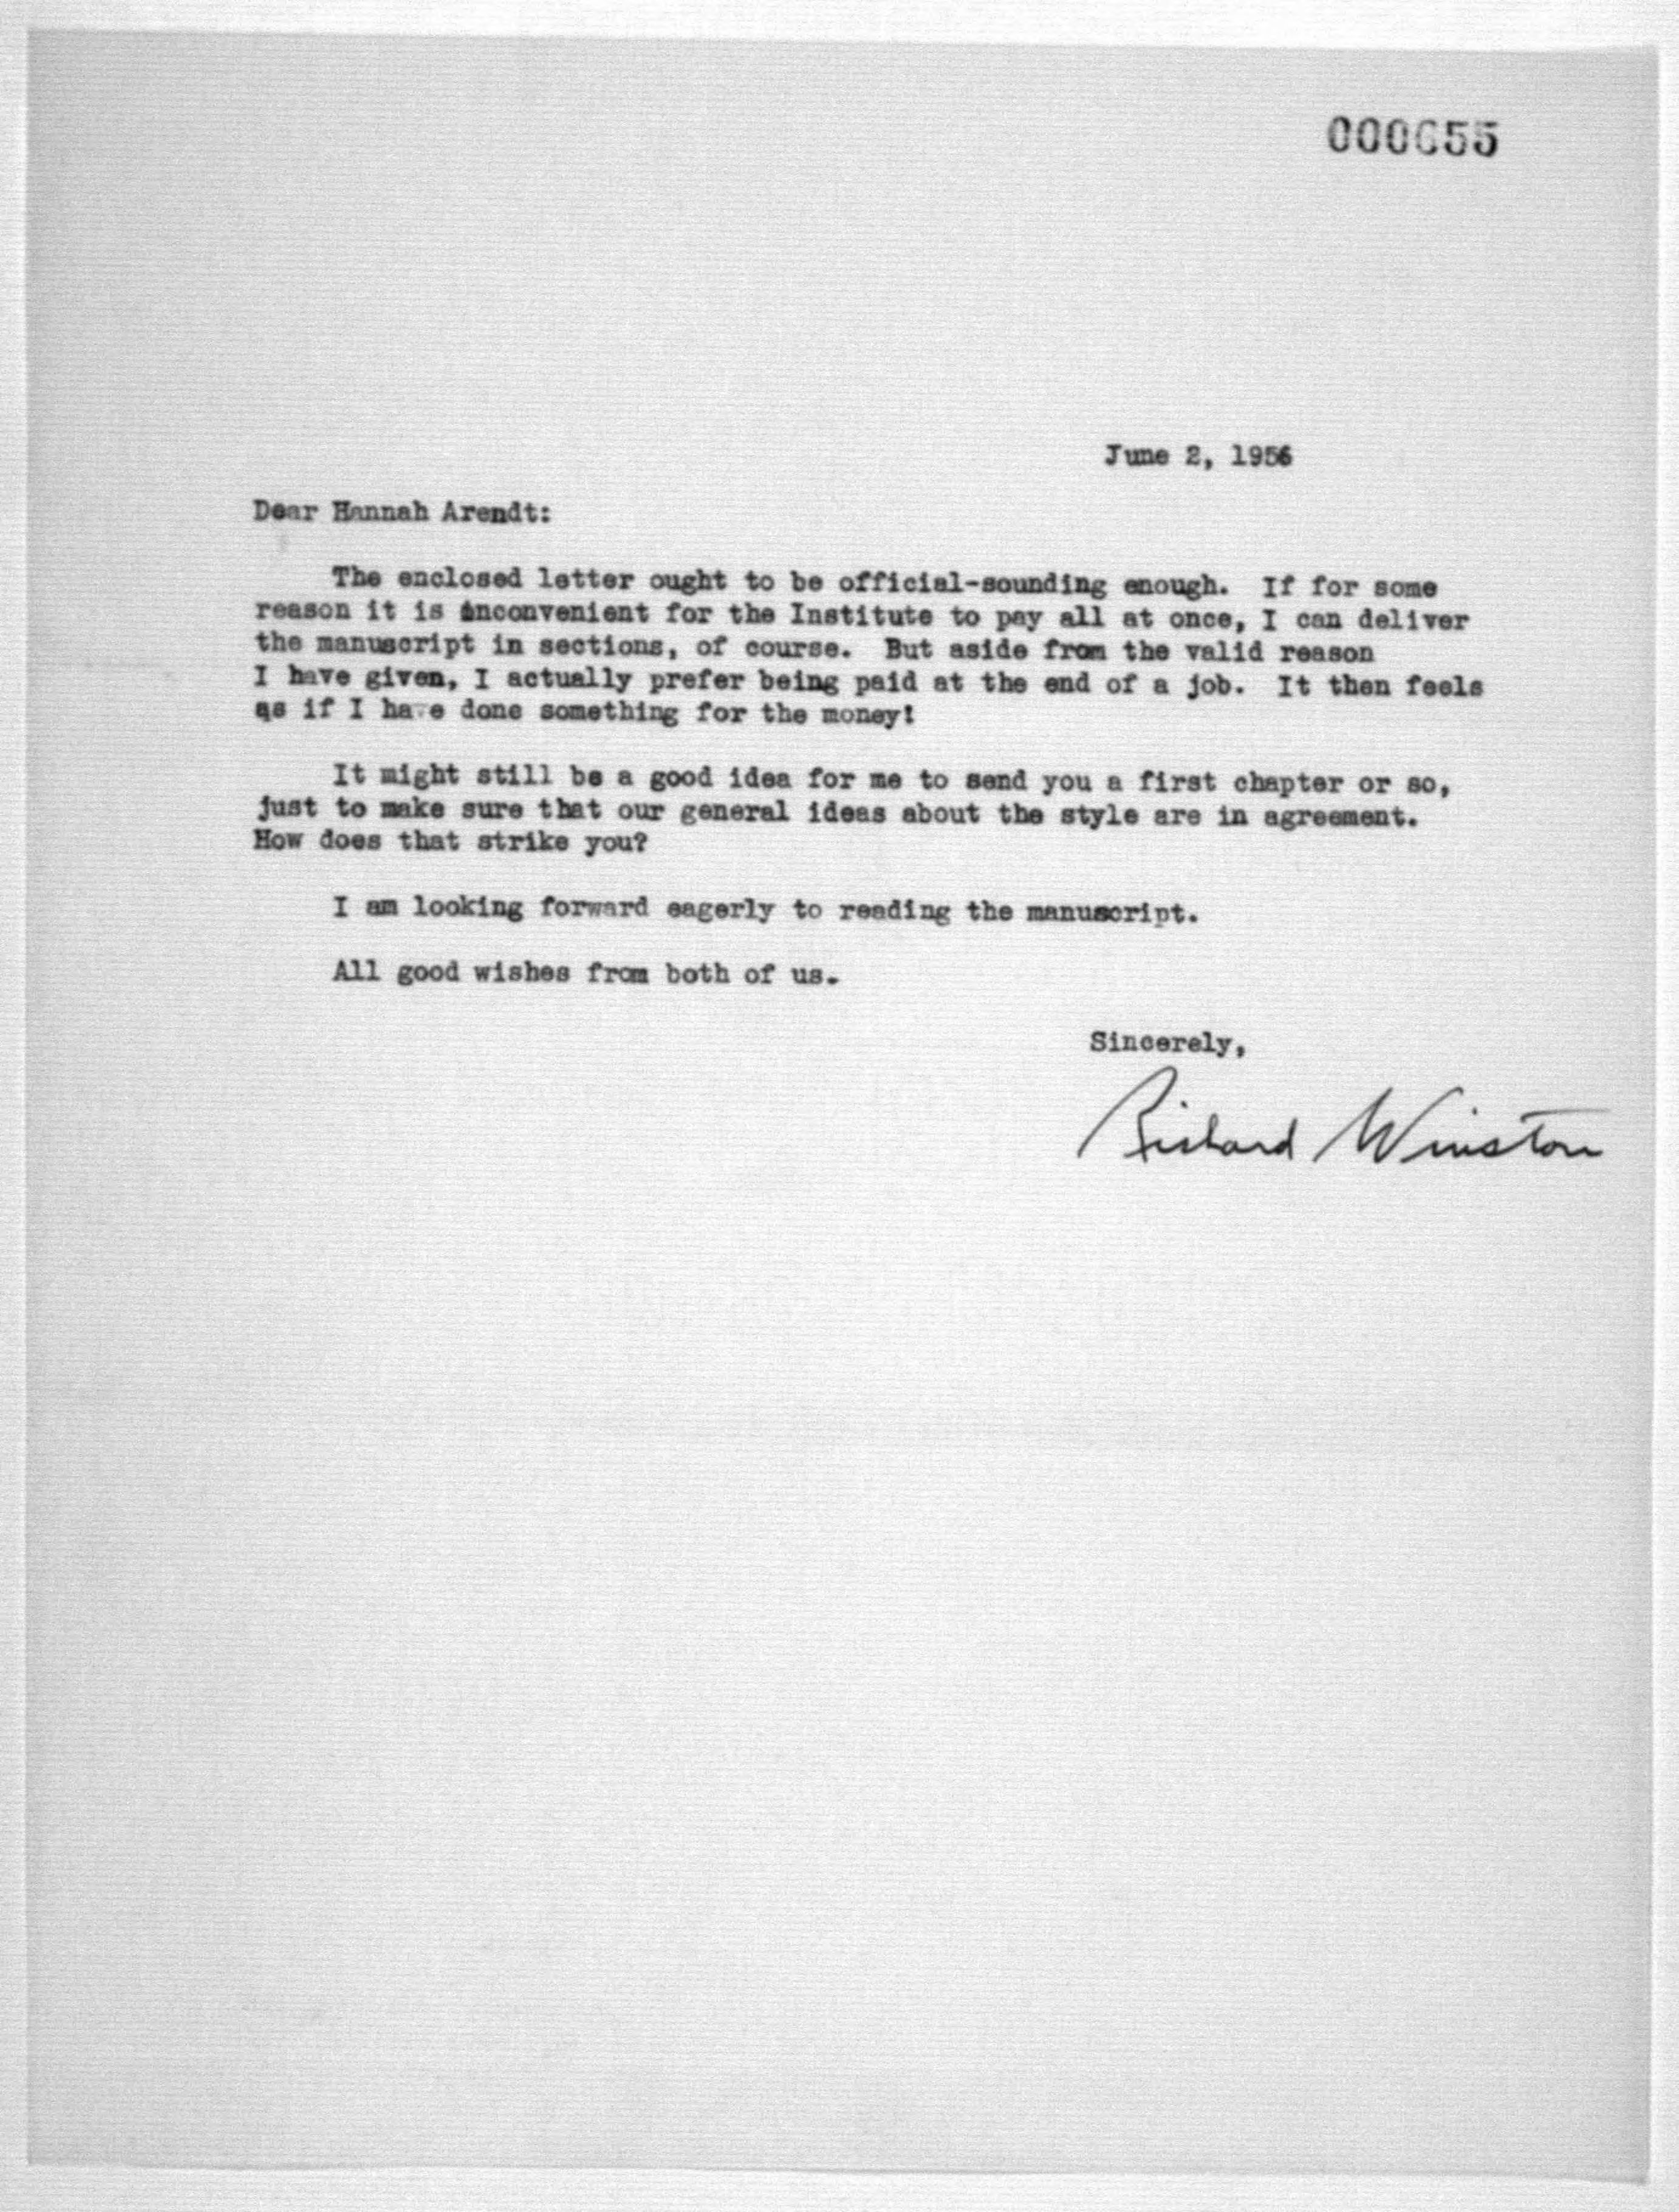 000655
June 2, 1956
Dear Hannah Arendt:
The enclosed letter ought to be official-sounding enough. If for some
reason it is inconvenient for the Institute to pay all at once, I can deliver
the manuscript in sections, of course. But aside from the valid reason
I have given, I actually prefer being paid at the end of a job. It then feels
as if I have done something for the money!
It might still be a good idea for me to send you a first chapter or so,
just to make sure that our general ideas about the style are in agreement.
How does that strike you?
I am looking forward eagerly to reading the manuscript.
All good wishes from both of us.
Sincerely,
Richard Winston